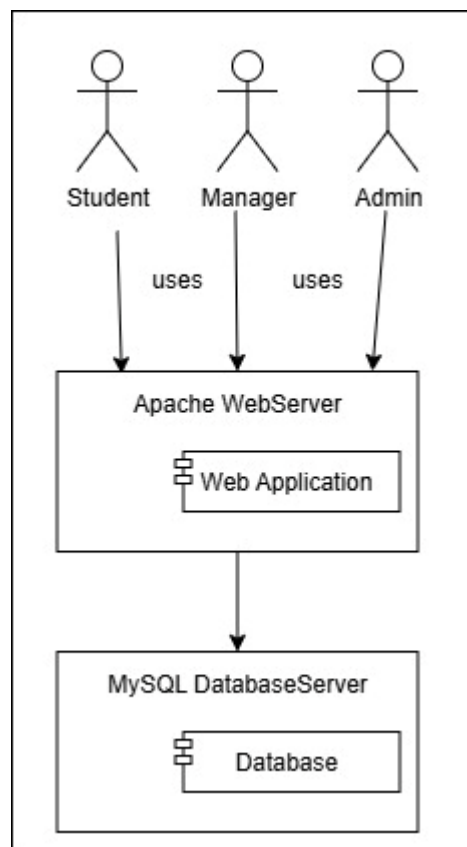 Student Manager Admin
uses uses
Apache WebServer
Web Application
MySQL DatabaseServer
Database